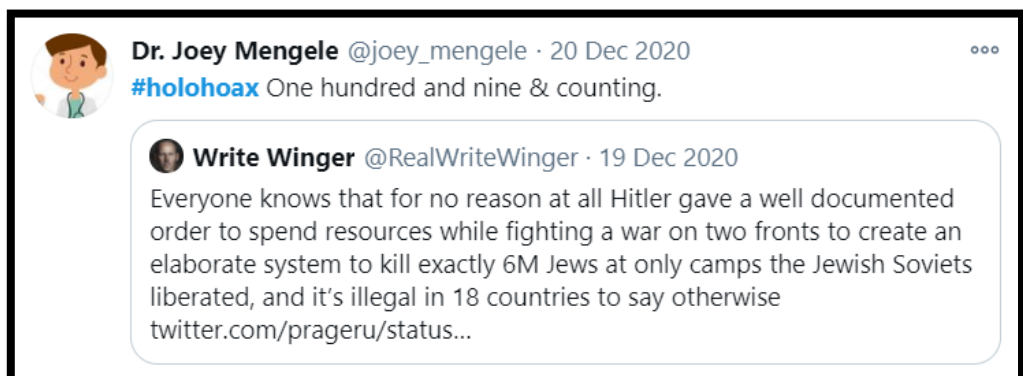 Dr. Joey Mengele @joey_mengele · 20 Dec 2020
#holohoax One hundred and nine & counting.
Write Winger @RealWriteWinger · 19 Dec 2020
Everyone knows that for no reason at all Hitler gave a well documented
order to spend resources while fighting a war on two fronts to create an
elaborate system to kill exactly 6M Jews at only camps the Jewish Soviets
liberated, and it's illegal in 18 countries to say otherwise
twitter.com/prageru/status...